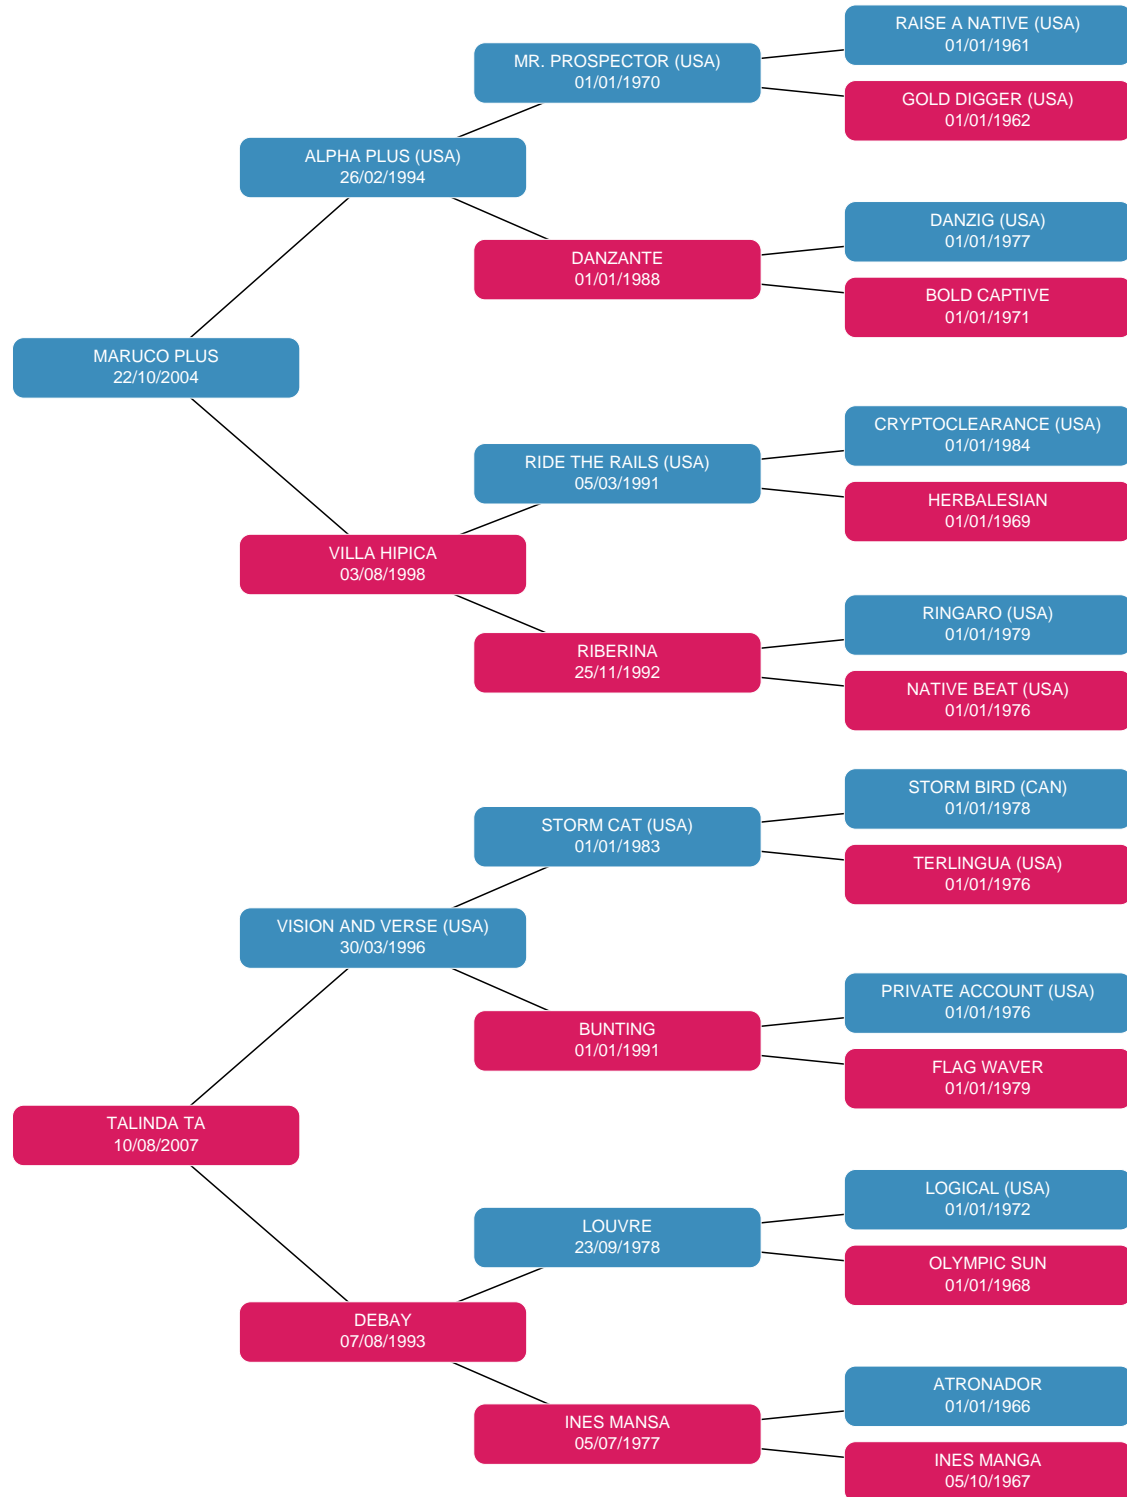 RAISE A NATIVE (USA)
01/01/1961
MR. PROSPECTOR (USA)
01/01/1970
GOLD DIGGER (USA)
01/01/1962
ALPHA PLUS (USA)
26/02/1994
DANZIG (USA)
01/01/1977
DANZANTE
01/01/1988
BOLD CAPTIVE
01/01/1971
MARUCO PLUS
22/10/2004
CRYPTOCLEARANCE (USA)
01/01/1984
RIDE THE RAILS (USA)
05/03/1991
HERBALESIAN
01/01/1969
VILLA HIPICA
03/08/1998
RINGARO (USA)
01/01/1979
RIBERINA
25/11/1992
NATIVE BEAT (USA)
01/01/1976
STORM BIRD (CAN)
01/01/1978
STORM CAT (USA)
01/01/1983
TERLINGUA (USA)
01/01/1976
VISION AND VERSE (USA)
30/03/1996
PRIVATE ACCOUNT (USA)
01/01/1976
BUNTING
01/01/1991
FLAG WAVER
01/01/1979
TALINDA TA
10/08/2007
LOGICAL (USA)
01/01/1972
LOUVRE
23/09/1978
OLYMPIC SUN
01/01/1968
DEBAY
07/08/1993
ATRONADOR
01/01/1966
INES MANSA
05/07/1977
INES MANGA
05/10/1967